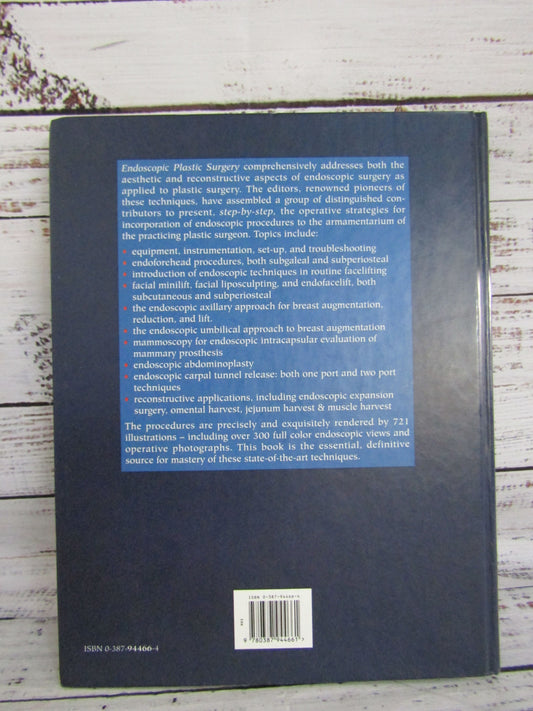 Endoscopic Plastic Surgery comprehensively addresses both the
aesthetic and reconstructive aspects of endoscopic surgery as
applied to plastic surgery. The editors, renowned pioneers of
these techniques, have assembled a group of distinguished con-
tributors to present, step-by-step, the operative strategies for
incorporation of endoscopic procedures to the armamentarium of
the practicing plastic surgeon. Topics include:
• equipment, instrumentation, set-up, and troubleshooting
• endoforehead procedures, both subgaleal and subperiosteal
• introduction of endoscopic techniques in routine facelifting
• facial minilift, facial liposculpting, and endofacelift, both
subcutaneous and subperiosteal
• the endoscopic axillary approach for breast augmentation,
reduction, and lift.
• the endoscopic umbilical approach to breast augmentation
• mammoscopy for endoscopic intracapsular evaluation of
mammary prosthesis
• endoscopic abdominoplasty
• endoscopic carpal tunnel release: both one port and two port
techniques
• reconstructive applications, including endoscopic expansion
surgery, omental harvest, jejunum harvest & muscle harvest
The procedures are precisely and exquisitely rendered by 721
illustrations – including over 300 full color endoscopic views and
operative photographs. This book is the essential, definitive
source for mastery of these state-of-the-art techniques.
ISBN 0-387-94466-4
9 780387 944661
ISBN 0-387-94466-4